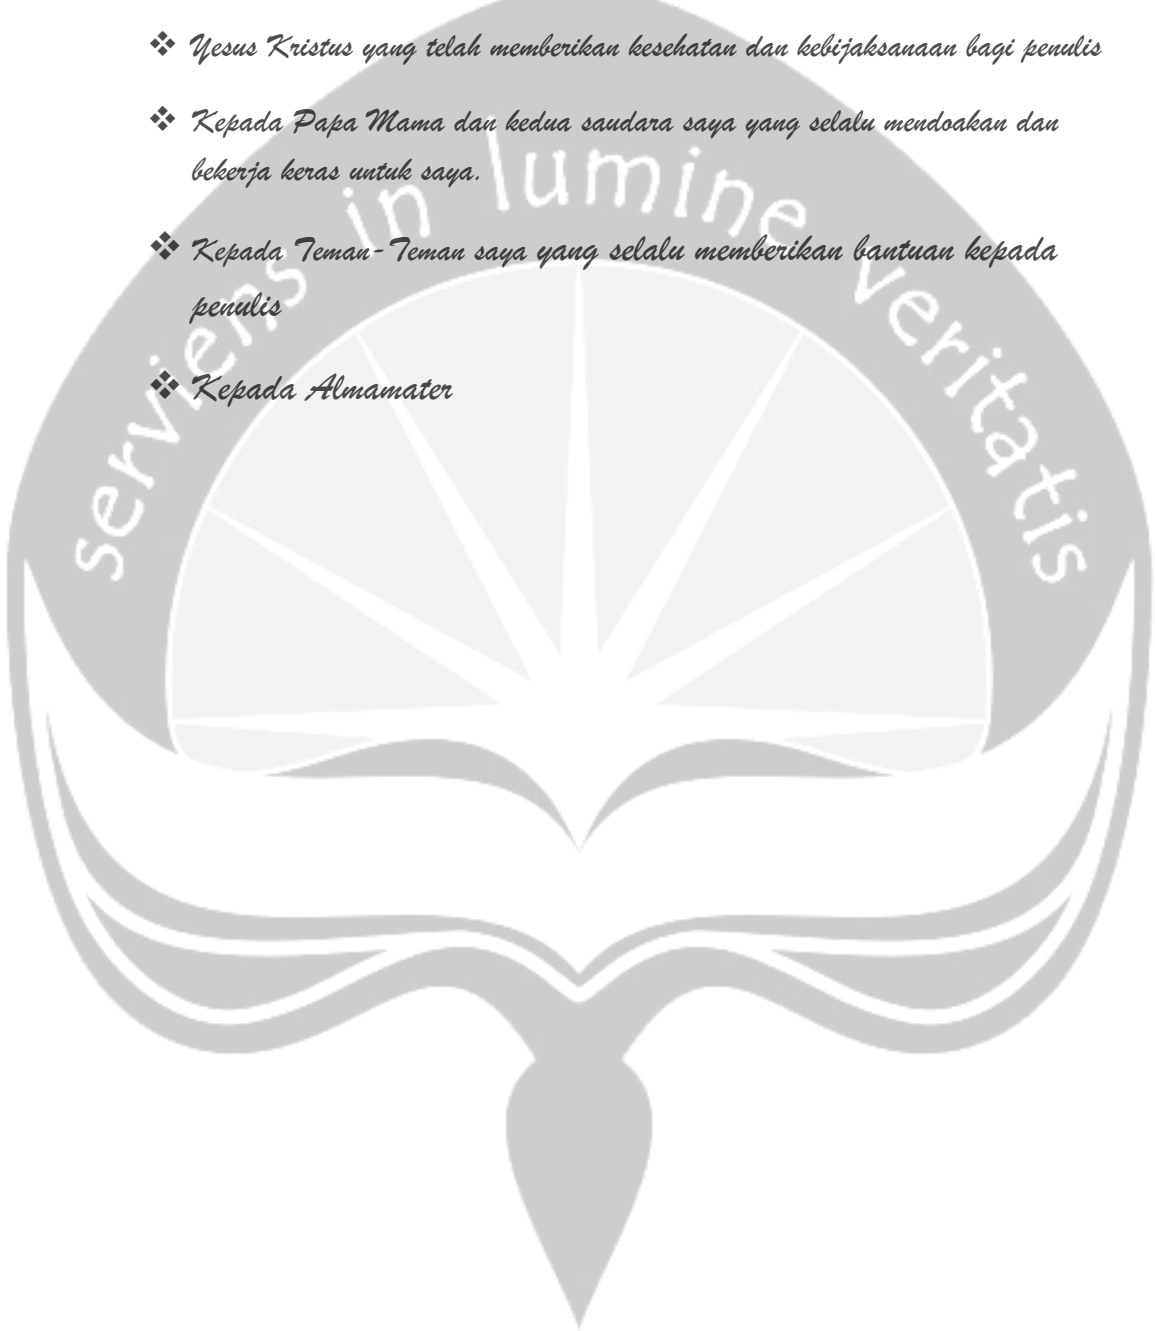 ❖ Yesus Kristus yang telah memberikan kesehatan dan kebijaksanaan bagi penulis
❖ Kepada Papa Mama dan kedua saudara saya yang selalu mendoakan dan
bekerja keras untuk saya.
❖ Kepada Teman-Teman saya yang selalu memberikan bantuan kepada
penulis
❖ Kepada Almamater
serviens in lumine veritatis